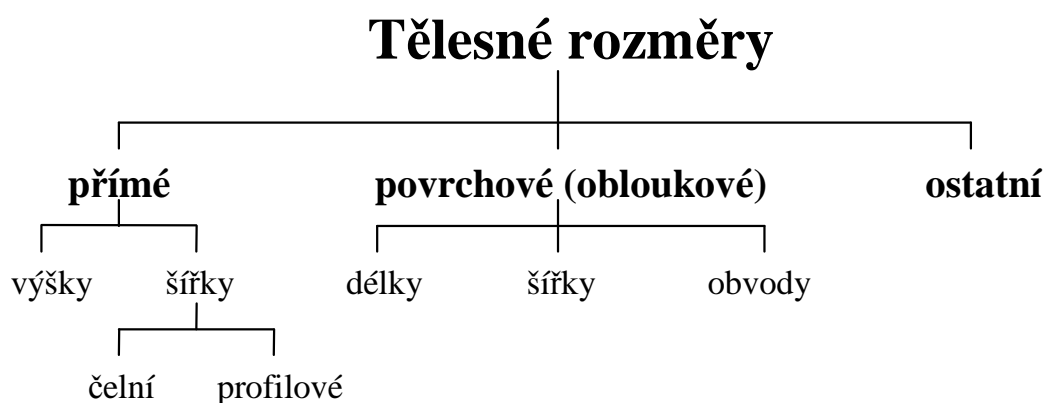 Tělesné rozměry
přímé povrchové (obloukové) ostatní
výšky šířky délky šířky obvody
čelní profilové